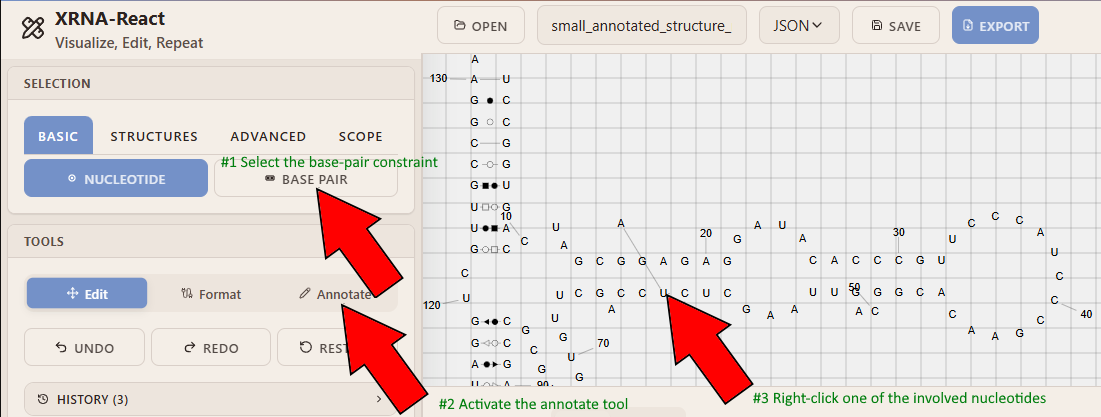 XRNA-React
Visualize, Edit, Repeat
OPEN
small_annotated_structure_
JSON
SAVE
EXPORT
SELECTION
BASIC
STRUCTURES
ADVANCED
SCOPE
#1 Select the base-pair constraint
NUCLEOTIDE
BASE PAIR
TOOLS
Edit
Format
Annotate
UNDO
REDO
REST
HISTORY (3)
#2 Activate the annotate tool
#3 Right-click one of the involved nucleotides
A
130 A U
G C
G C
C G
C G
G U
U G
U A
G C
10
C U A
A
20
G A U A
30
U C C C A U C C
40
G C G G A G A G
C A C C C G U
C
U
120
U C G C C U C U C
U U G G G C A
50
A C
A
G A A
C A A G C
G C
G C
A G
U A
90
G C G
U G U
70
G